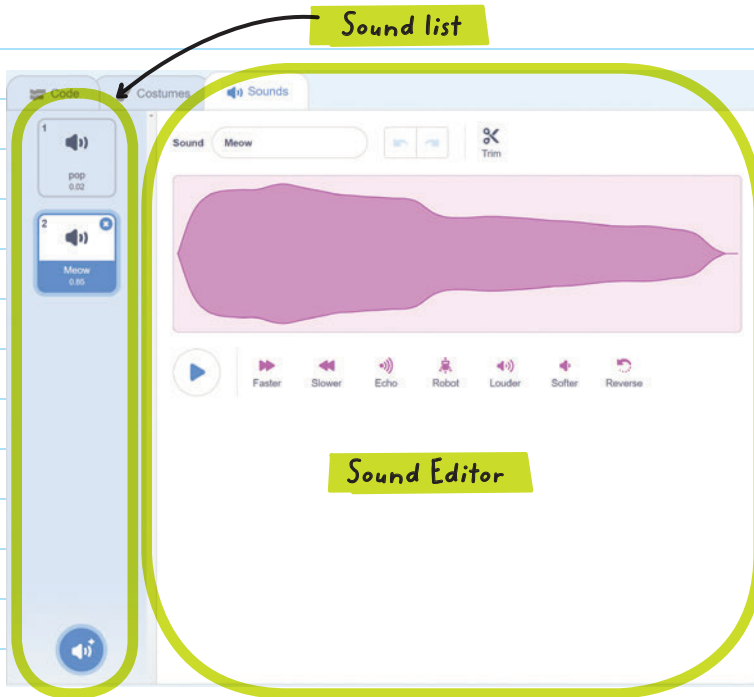 Sound list
Code
Costumes
Sounds
1
pop
0.02
2
Meow
0.85
Sound
Meow
Trim
Faster
Slower
Echo
Robot
Louder
Softer
Reverse
Sound Editor